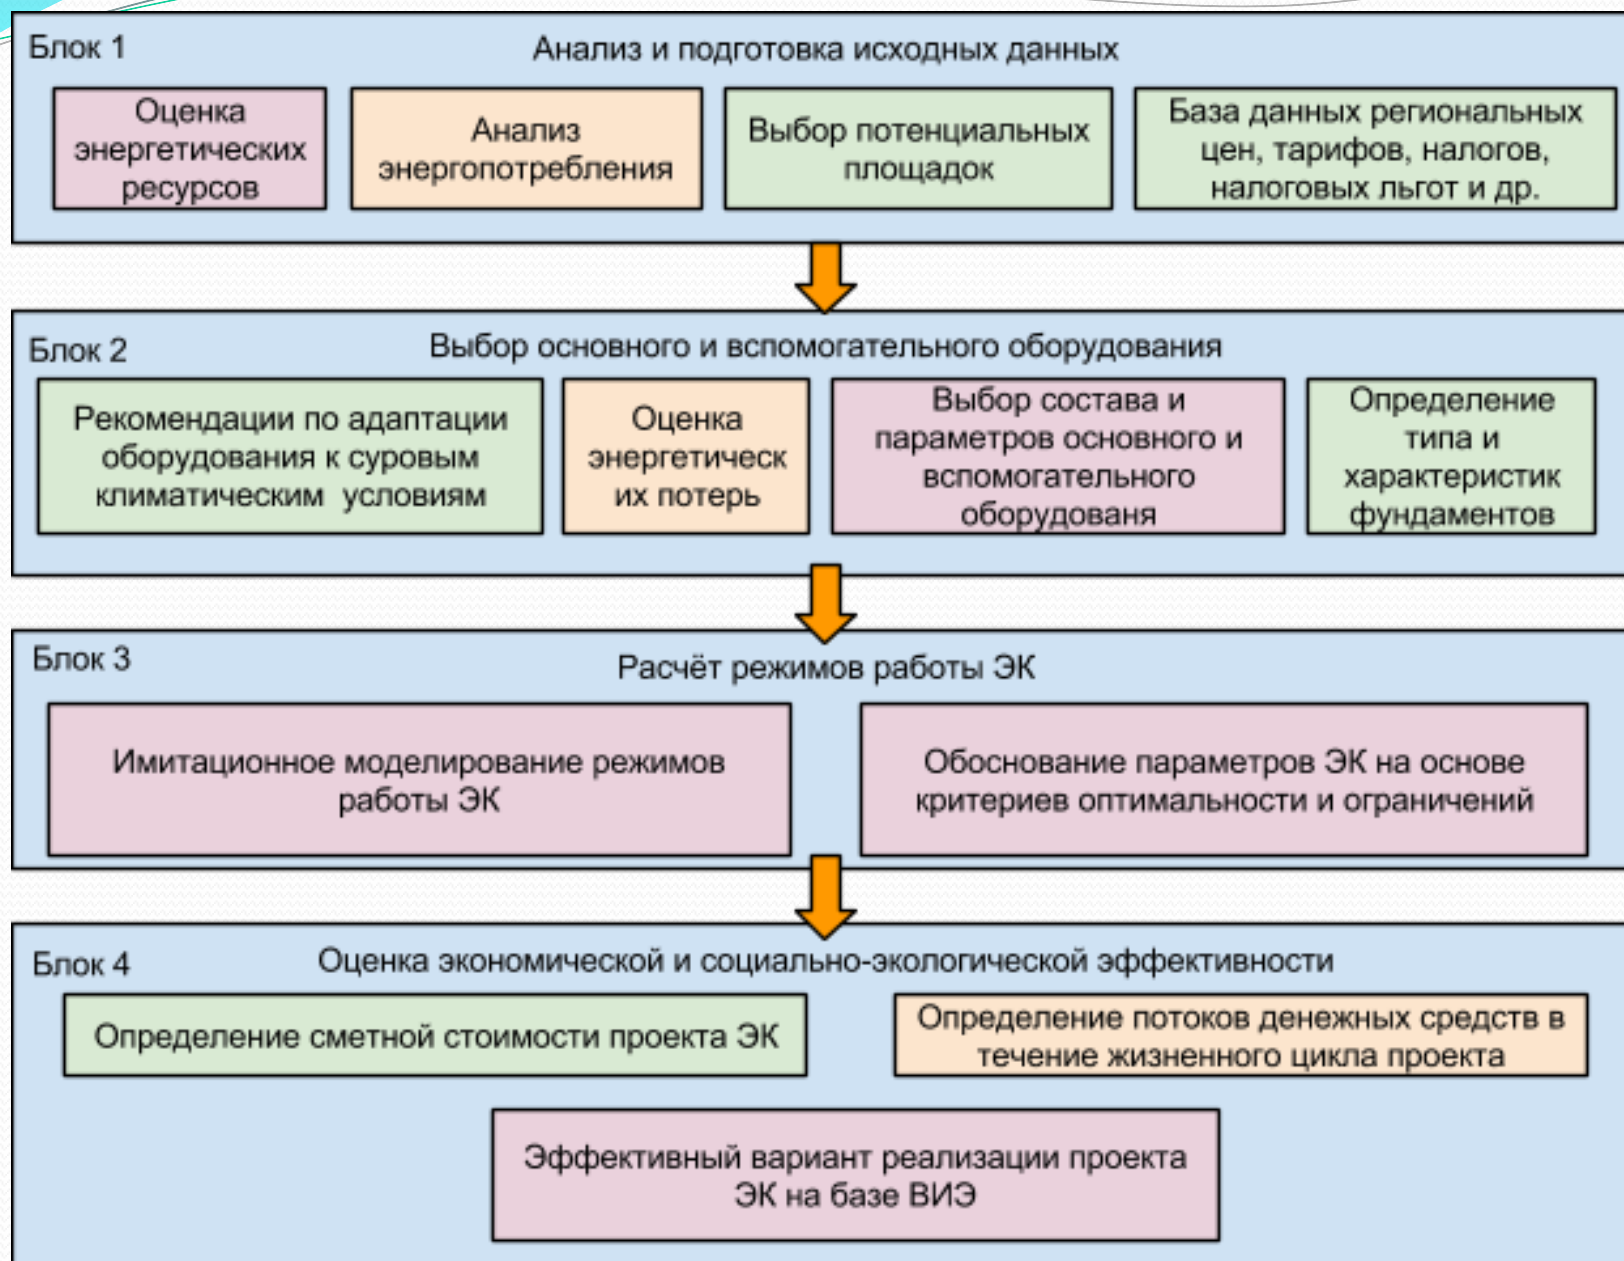 Блок 1
Анализ и подготовка исходных данных
Оценка
энергетических
ресурсов
Анализ
энергопотребления
Выбор потенциальных
площадок
База данных региональных
цен, тарифов, налогов,
налоговых льгот и др.
Блок 2
Выбор основного и вспомогательного оборудования
Рекомендации по адаптации
оборудования к суровым
климатическим условиям
Оценка
энергетическ
их потерь
Выбор состава и
параметров основного и
вспомогательного
оборудованя
Определение
типа и
характеристик
фундаментов
Блок 3
Расчёт режимов работы ЭК
Имитационное моделирование режимов
работы ЭК
Обоснование параметров ЭК на основе
критериев оптимальности и ограничений
Блок 4
Оценка экономической и социально-экологической эффективности
Определение сметной стоимости проекта ЭК
Определение потоков денежных средств в
течение жизненного цикла проекта
Эффективный вариант реализации проекта
ЭК на базе ВИЭ